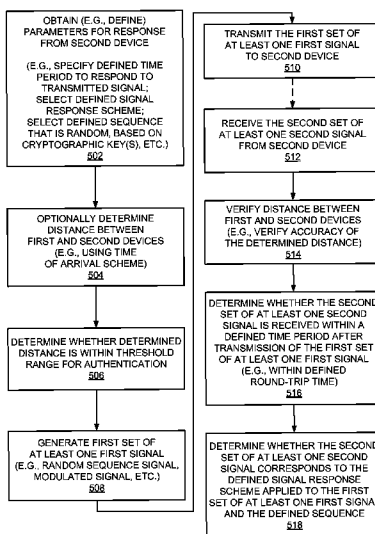 OBTAIN (E.G., DEFINE)
PARAMETERS FOR RESPONSE
FROM SECOND DEVICE
(E.G., SPECIFY DEFINED TIME
PERIOD TO RESPOND TO
TRANSMITTED SIGNAL;
SELECT DEFINED SIGNAL
RESPONSE SCHEME;
SELECT DEFINED SEQUENCE
THAT IS RANDOM, BASED ON
CRYPTOGRAPHIC KEY(S), ETC.)
502
OPTIONALLY DETERMINE
DISTANCE BETWEEN
FIRST AND SECOND DEVICES
(E.G., USING TIME
OF ARRIVAL SCHEME)
504
DETERMINE WHETHER DETERMINED
DISTANCE IS WITHIN THRESHOLD
RANGE FOR AUTHENTICATION
506
GENERATE FIRST SET OF
AT LEAST ONE FIRST SIGNAL
(E.G., RANDOM SEQUENCE SIGNAL,
MODULATED SIGNAL, ETC.)
508
TRANSMIT THE FIRST SET OF
AT LEAST ONE FIRST SIGNAL
TO SECOND DEVICE
510
RECEIVE THE SECOND SET OF
AT LEAST ONE SECOND SIGNAL
FROM SECOND DEVICE
512
VERIFY DISTANCE BETWEEN
FIRST AND SECOND DEVICES
(E.G., VERIFY ACCURACY OF
THE DETERMINED DISTANCE)
514
DETERMINE WHETHER THE SECOND
SET OF AT LEAST ONE SECOND
SIGNAL IS RECEIVED WITHIN A
DEFINED TIME PERIOD AFTER
TRANSMISSION OF THE FIRST SET
OF AT LEAST ONE FIRST SIGNAL
(E.G., WITHIN DEFINED
ROUND-TRIP TIME)
516
DETERMINE WHETHER THE SECOND
SET OF AT LEAST ONE SECOND
SIGNAL CORRESPONDS TO THE
DEFINED SIGNAL RESPONSE
SCHEME APPLIED TO THE FIRST
SET OF AT LEAST ONE FIRST SIGNAL
AND THE DEFINED SEQUENCE
518